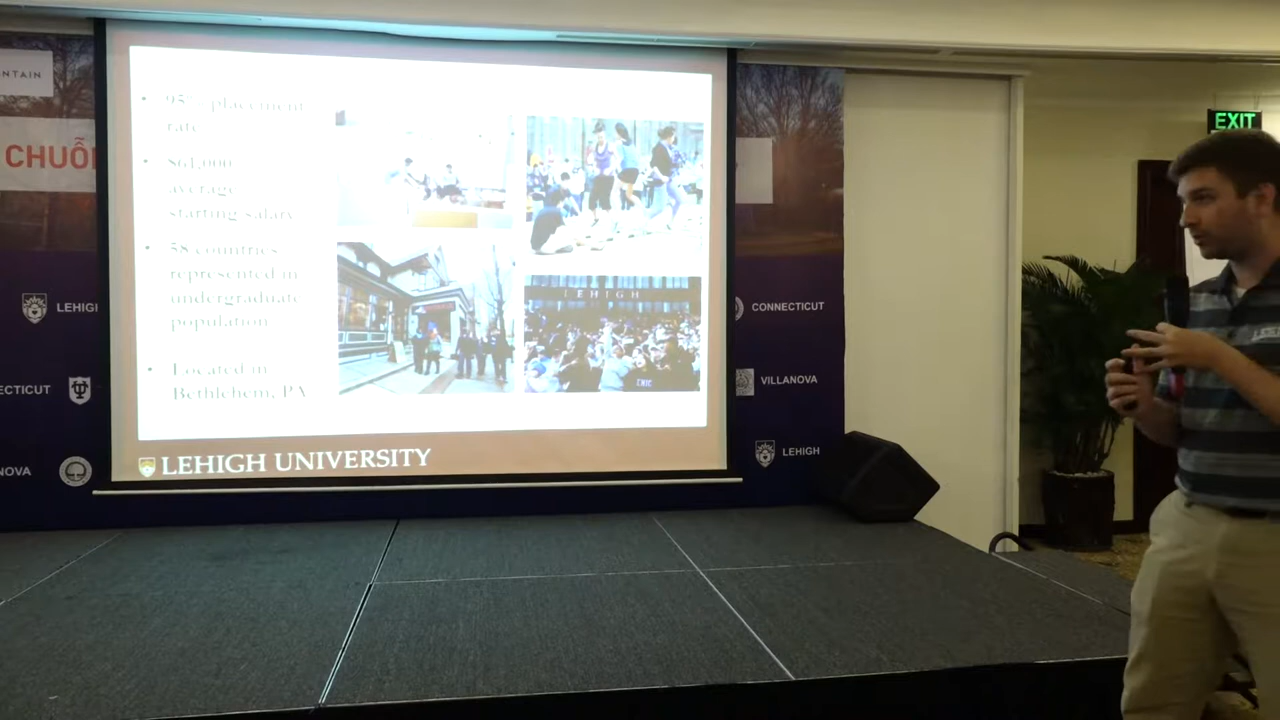 NTAIN
CHUỖI
LEHIGH
ECTICUT
NOVA
• 95% placement
rate
• $61,000
average
starting salary
• 58 countries
represented in
undergraduate
population
• Located in
Bethlehem, PA
LEHIGH
LEHIGH UNIVERSITY
CONNECTICUT
VILLANOVA
LEHIGH
EXIT